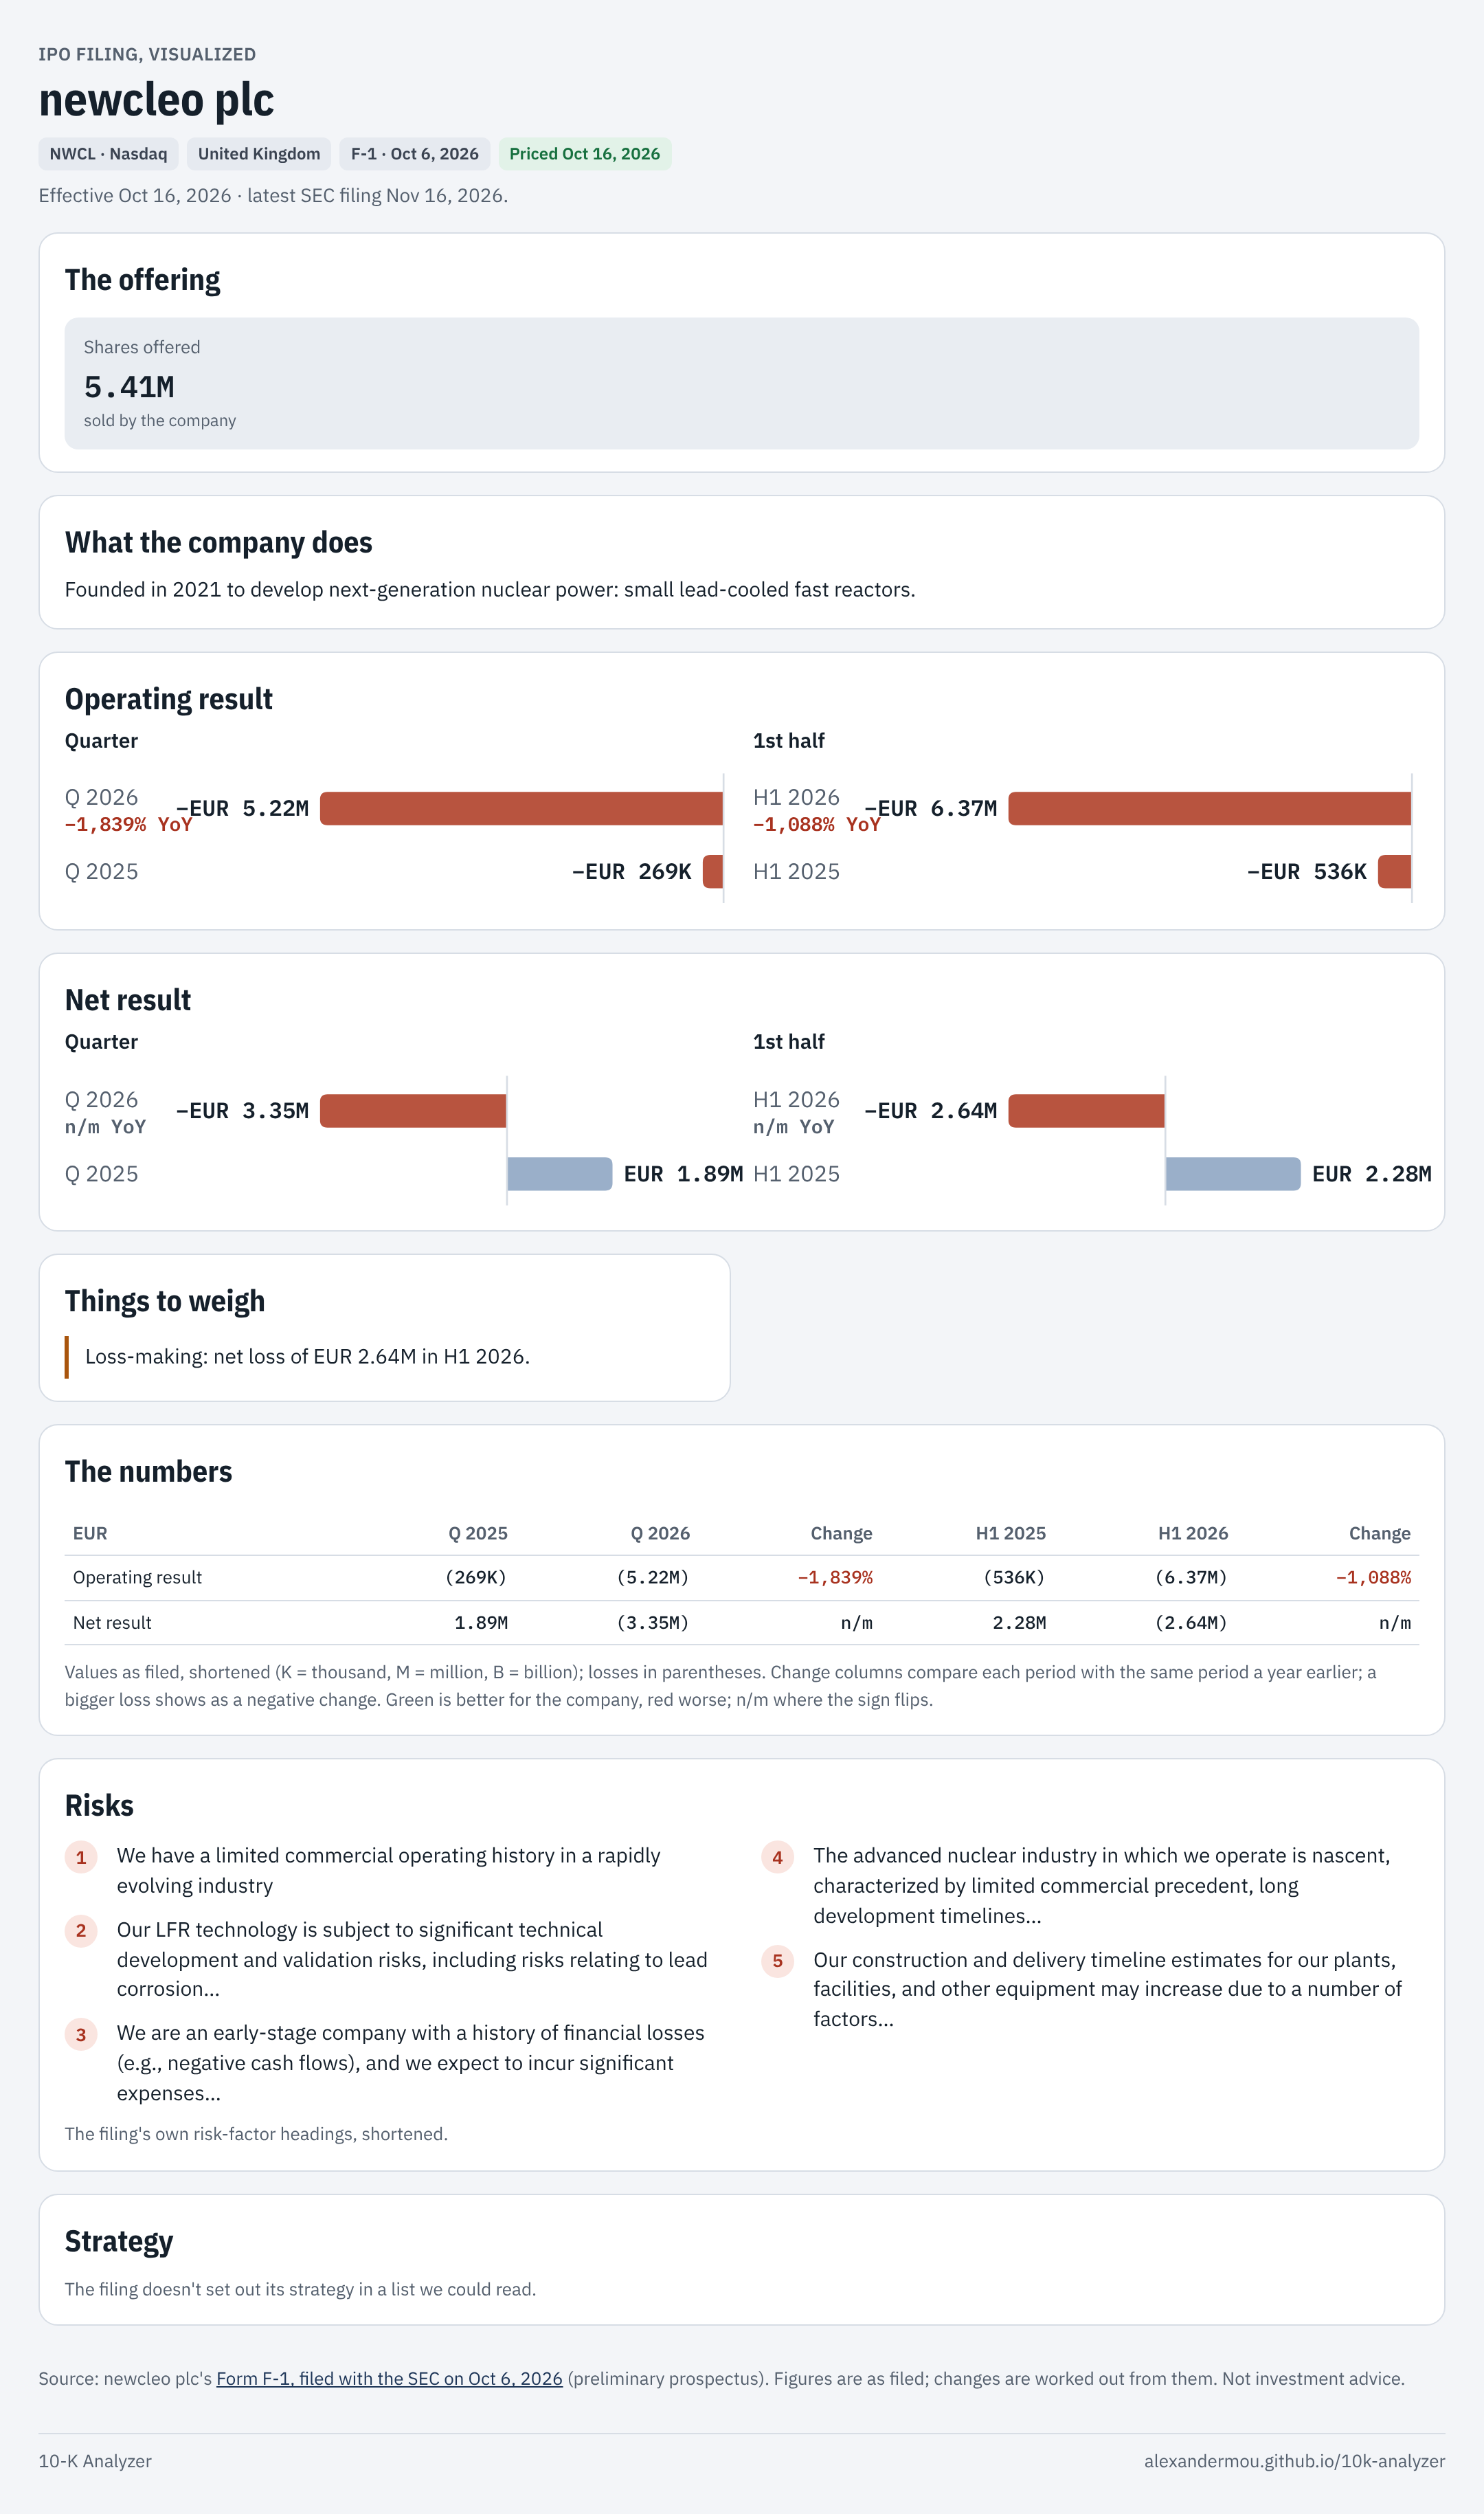 IPO FILING, VISUALIZED
newcleo plc
NWCL · Nasdaq
United Kingdom
F-1 · Oct 6, 2026
Priced Oct 16, 2026
Effective Oct 16, 2026 · latest SEC filing Nov 16, 2026.
The offering
Shares offered
5.41M
sold by the company
What the company does
Founded in 2021 to develop next-generation nuclear power: small lead-cooled fast reactors.
Operating result
Quarter
Q 2026
−1,839% YoY
−EUR 5.22M
Q 2025
−EUR 269K
1st half
H1 2026
−1,088% YoY
−EUR 6.37M
H1 2025
−EUR 536K
Net result
Quarter
Q 2026
n/m YoY
−EUR 3.35M
Q 2025
EUR 1.89M
1st half
H1 2026
n/m YoY
−EUR 2.64M
H1 2025
EUR 2.28M
Things to weigh
Loss-making: net loss of EUR 2.64M in H1 2026.
The numbers
EUR Q 2025 Q 2026 Change H1 2025 H1 2026 Change
Operating result (269K) (5.22M) −1,839% (536K) (6.37M) −1,088%
Net result 1.89M (3.35M) n/m 2.28M (2.64M) n/m
Values as filed, shortened (K = thousand, M = million, B = billion); losses in parentheses. Change columns compare each period with the same period a year earlier; a
bigger loss shows as a negative change. Green is better for the company, red worse; n/m where the sign flips.
Risks
1 We have a limited commercial operating history in a rapidly
evolving industry
2 Our LFR technology is subject to significant technical
development and validation risks, including risks relating to lead
corrosion…
3 We are an early-stage company with a history of financial losses
(e.g., negative cash flows), and we expect to incur significant
expenses…
4 The advanced nuclear industry in which we operate is nascent,
characterized by limited commercial precedent, long
development timelines…
5 Our construction and delivery timeline estimates for our plants,
facilities, and other equipment may increase due to a number of
factors…
The filing's own risk-factor headings, shortened.
Strategy
The filing doesn't set out its strategy in a list we could read.
Source: newcleo plc's Form F-1, filed with the SEC on Oct 6, 2026 (preliminary prospectus). Figures are as filed; changes are worked out from them. Not investment advice.
10-K Analyzer
alexandermou.github.io/10k-analyzer